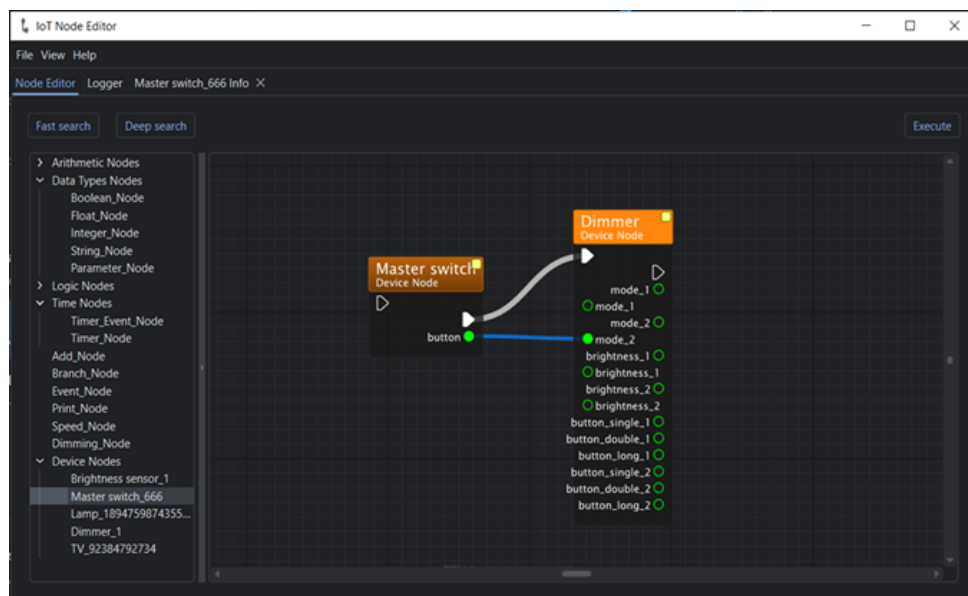 IoT Node Editor
File View Help
Node Editor Logger Master switch_666 Info
Fast search Deep search Execute
Arithmetic Nodes
Data Types Nodes
Boolean_Node
Float_Node
Integer_Node
String_Node
Parameter_Node
Logic Nodes
Time Nodes
Timer_Event_Node
Timer_Node
Add_Node
Branch_Node
Event_Node
Print_Node
Speed_Node
Dimming_Node
Device Nodes
Brightness sensor_1
Master switch_666
Lamp_1894759874355...
Dimmer_1
TV_92384792734
Master switch
Device Node
button
Dimmer
Device Node
mode_1
mode_1
mode_2
mode_2
brightness_1
brightness_1
brightness_2
brightness_2
button_single_1
button_double_1
button_long_1
button_single_2
button_double_2
button_long_2